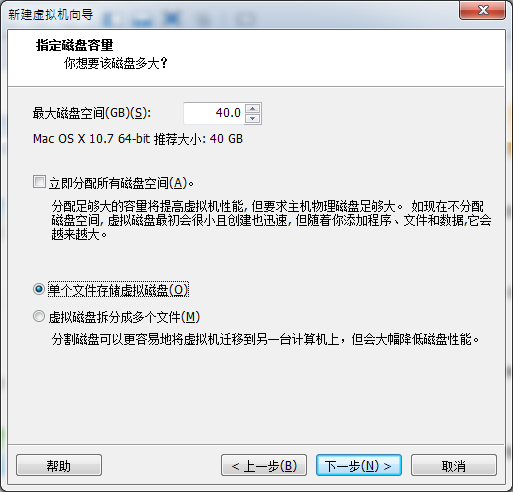 新建虚拟机向导
指定磁盘容量
你想要该磁盘多大?
最大磁盘空间(GB)(S): 40.0
Mac OS X 10.7 64-bit 推荐大小: 40 GB
立即分配所有磁盘空间(A)。
分配足够大的容量将提高虚拟机性能, 但要求主机物理磁盘足够大。 如现在不分配
磁盘空间, 虚拟磁盘最初会很小且创建也迅速, 但随着你添加程序、文件和数据,它会
越来越大。
单个文件存储虚拟磁盘(O)
虚拟磁盘拆分成多个文件(M)
分割磁盘可以更容易地将虚拟机迁移到另一台计算机上，但会大幅降低磁盘性能。
帮助 < 上一步(B) 下一步(N) > 取消